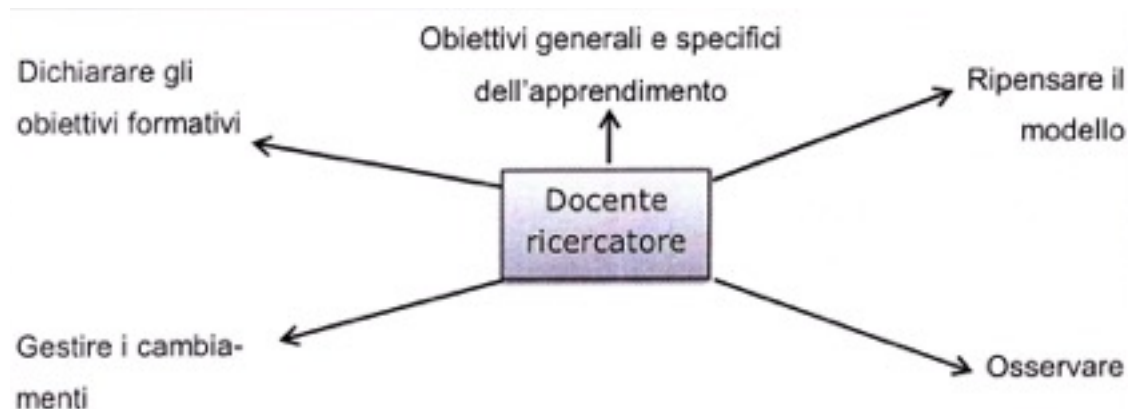 Obiettivi generali e specifici
dell'apprendimento
Dichiarare gli
obiettivi formativi
Ripensare il
modello
Docente
ricercatore
Gestire i cambia-
menti
Osservare